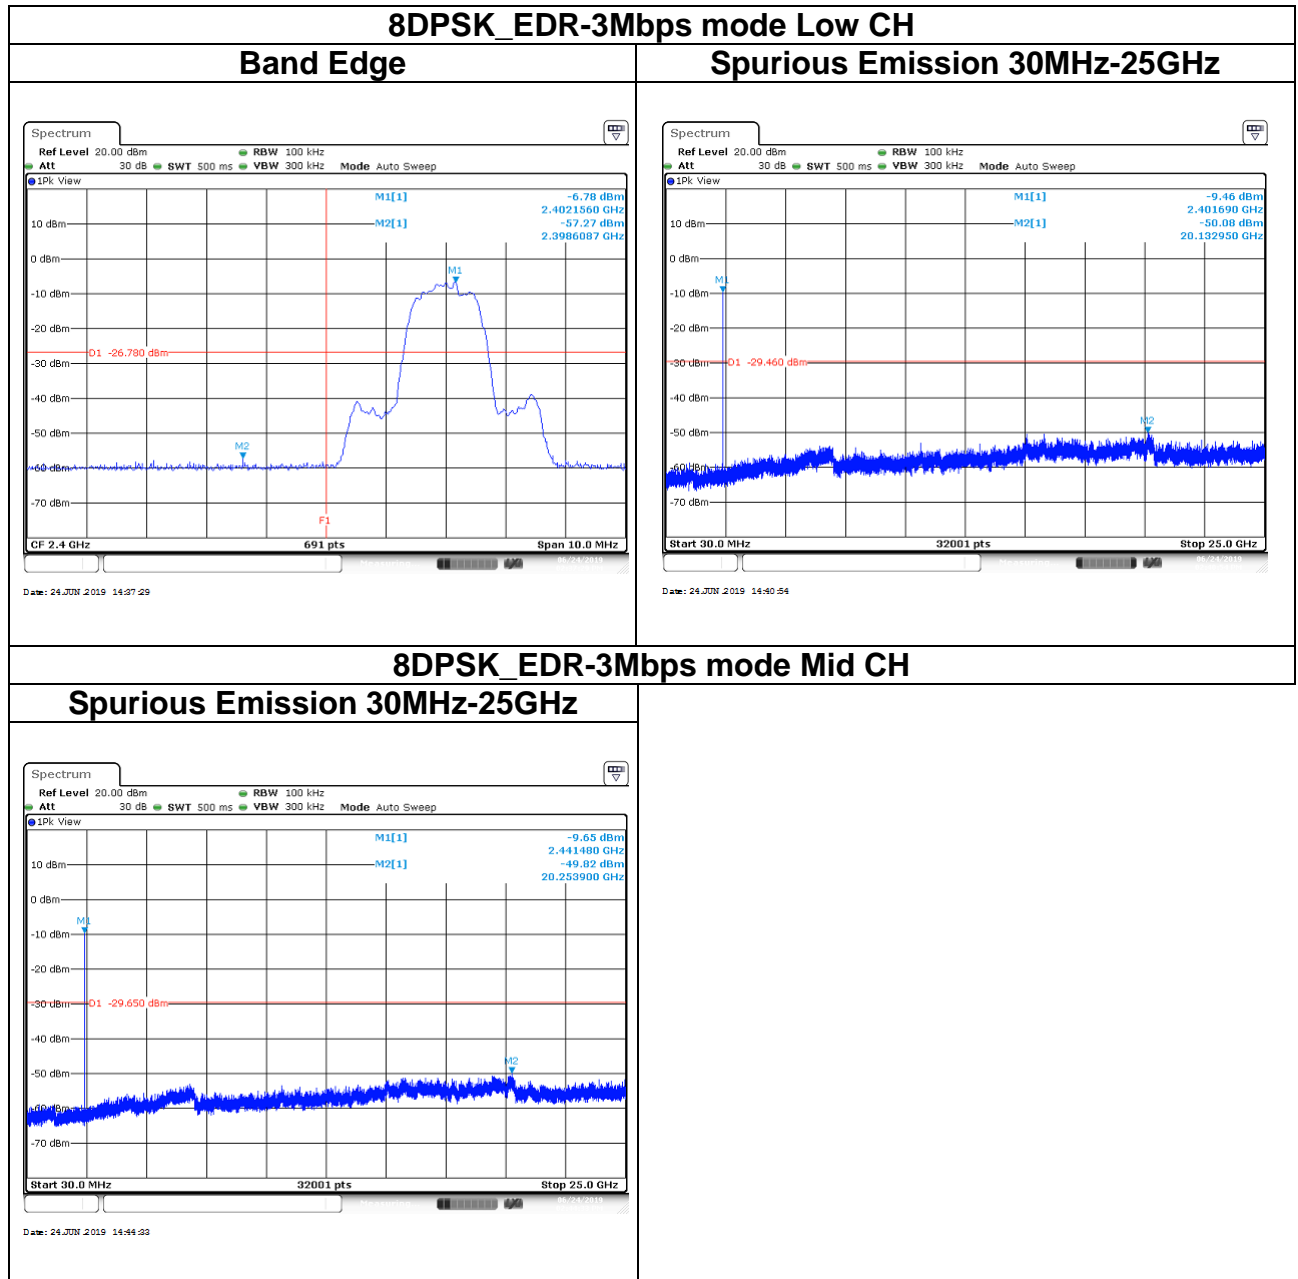 8DPSK_EDR-3Mbps mode Low CH
Band Edge
Spurious Emission 30MHz-25GHz
Spectrum
Ref Level 20.00 dBm RBW 100 kHz
Att 30 dB SWT 500 ms VBW 300 kHz Mode Auto Sweep
1Pk View
M1[1] -6.78 dBm
2.4021560 GHz
10 dBm M2[1] -57.27 dBm
2.3986087 GHz
0 dBm
M1
-10 dBm
-20 dBm
D1 -26.780 dBm
-30 dBm
-40 dBm
-50 dBm
M2
-60 dBm
-70 dBm
F1
CF 2.4 GHz 691 pts Span 10.0 MHz
Measuring 06/24/2019
Date: 24.JUN.2019 14:37:29
Spectrum
Ref Level 20.00 dBm RBW 100 kHz
Att 30 dB SWT 500 ms VBW 300 kHz Mode Auto Sweep
1Pk View
M1[1] -9.46 dBm
2.401690 GHz
10 dBm M2[1] -50.08 dBm
20.132950 GHz
0 dBm
M1
-10 dBm
-20 dBm
-30 dBm D1 -29.460 dBm
-40 dBm
M2
-50 dBm
-60 dBm
-70 dBm
Start 30.0 MHz 32001 pts Stop 25.0 GHz
Measuring 06/24/2019
Date: 24.JUN.2019 14:40:54
8DPSK_EDR-3Mbps mode Mid CH
Spurious Emission 30MHz-25GHz
Spectrum
Ref Level 20.00 dBm RBW 100 kHz
Att 30 dB SWT 500 ms VBW 300 kHz Mode Auto Sweep
1Pk View
M1[1] -9.65 dBm
2.441480 GHz
10 dBm M2[1] -49.82 dBm
20.253900 GHz
0 dBm
M1
-10 dBm
-20 dBm
-30 dBm D1 -29.650 dBm
-40 dBm
M2
-50 dBm
-60 dBm
-70 dBm
Start 30.0 MHz 32001 pts Stop 25.0 GHz
Measuring 06/24/2019
Date: 24.JUN.2019 14:44:33